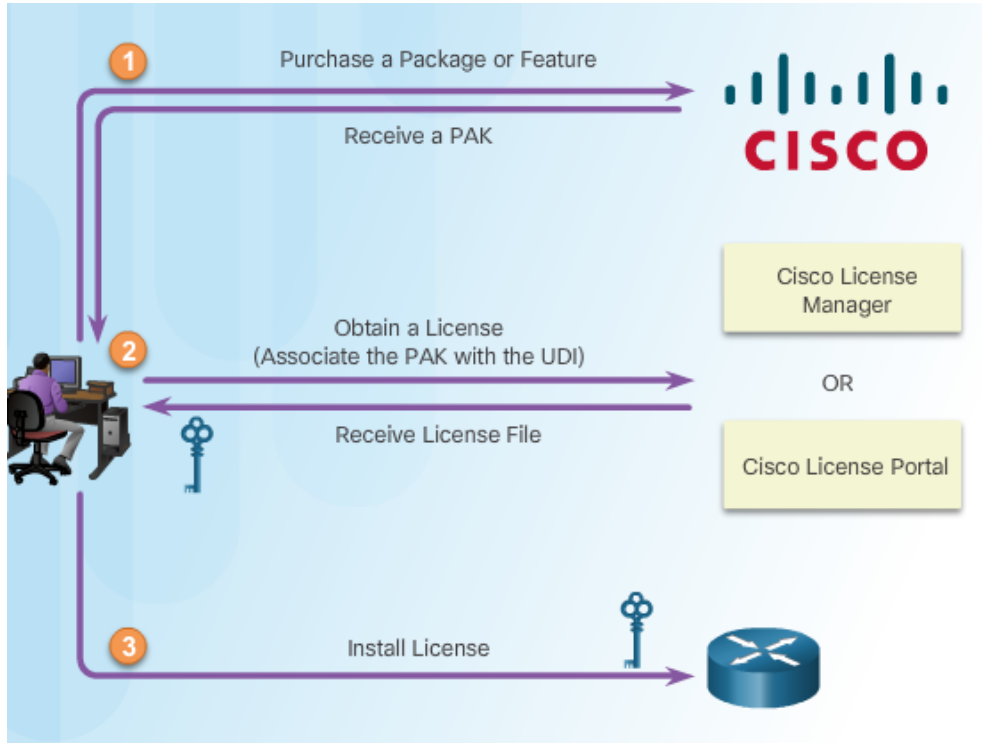 1
Purchase a Package or Feature
Receive a PAK
CISCO
Cisco License
Manager
2
Obtain a License
(Associate the PAK with the UDI)
OR
Receive License File
Cisco License Portal
3
Install License